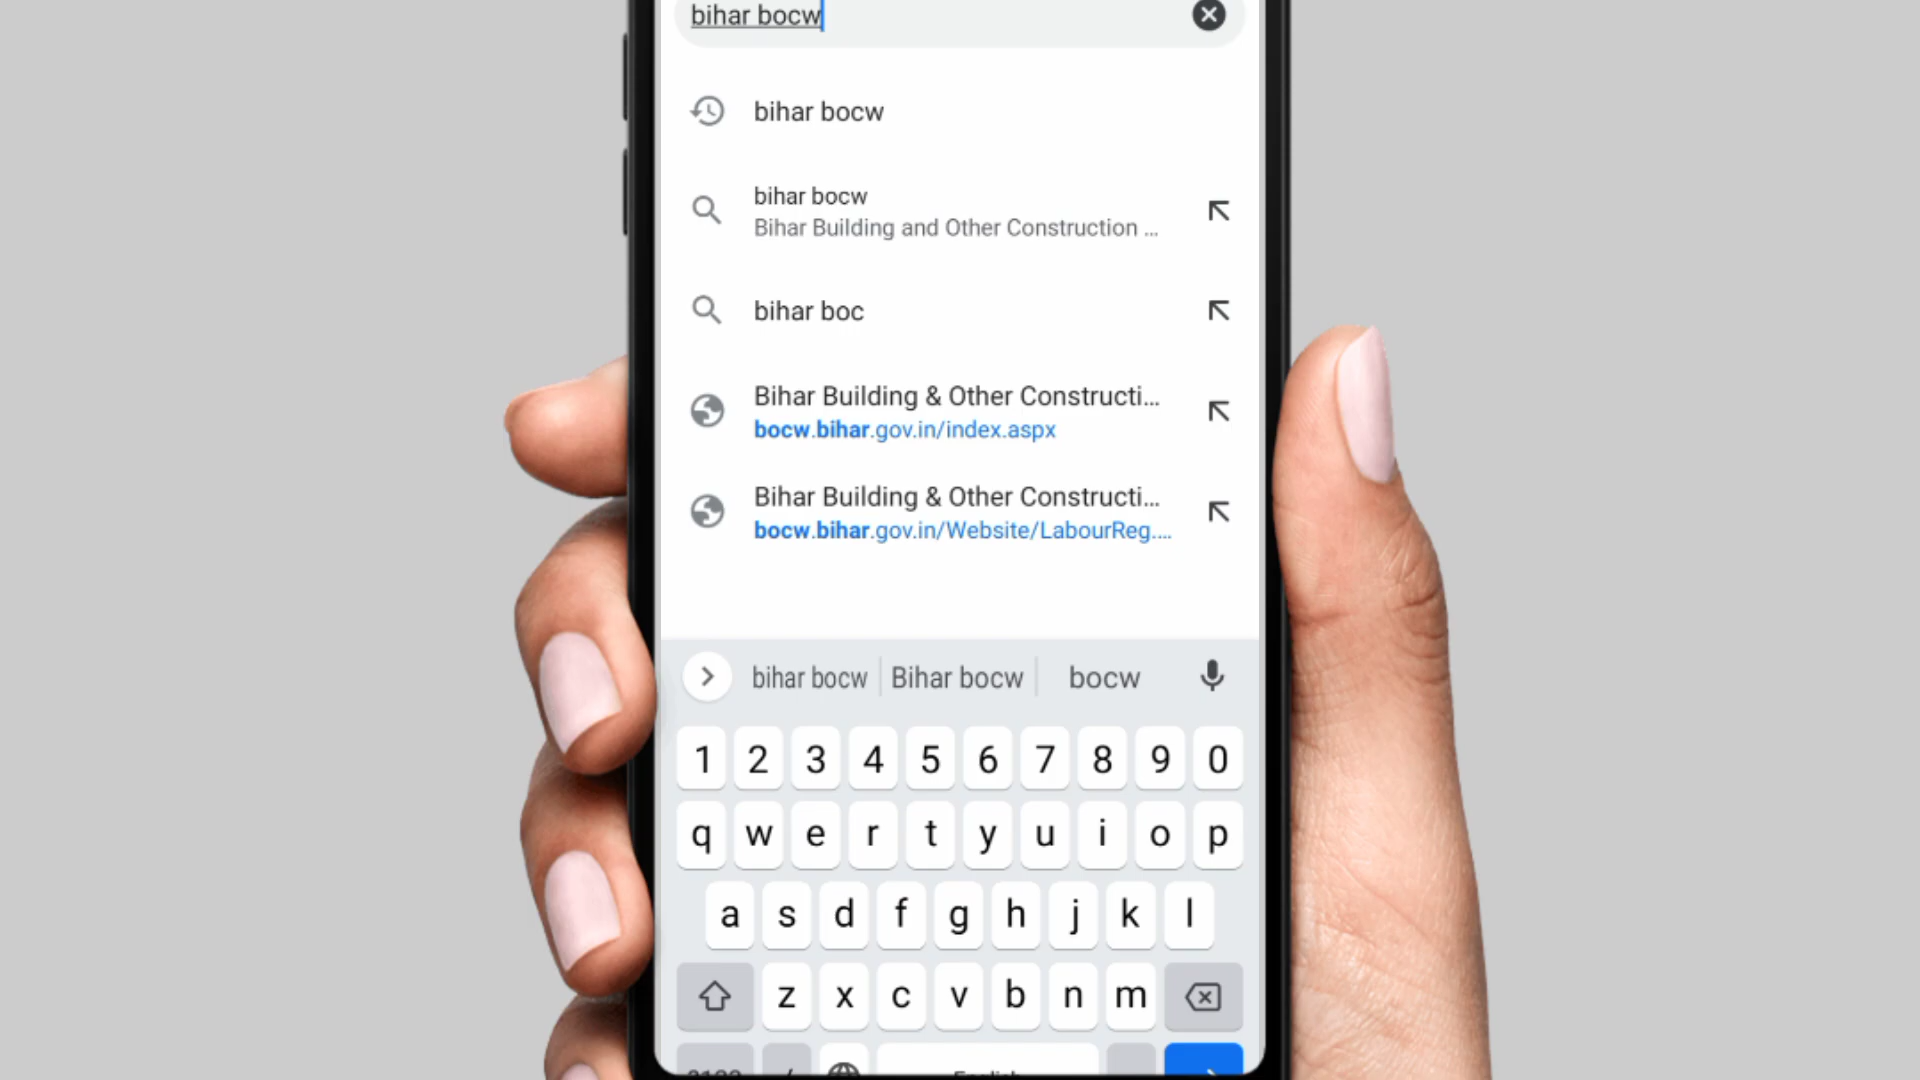 bihar bocw
bihar bocw
bihar bocw
Bihar Building and Other Construction ...
bihar boc
Bihar Building & Other Constructi...
bocw.bihar.gov.in/index.aspx
Bihar Building & Other Constructi...
bocw.bihar.gov.in/Website/LabourReg....
bihar bocw Bihar bocw bocw
1 2 3 4 5 6 7 8 9 0
q w e r t y u i o p
a s d f g h j k l
z x c v b n m
English